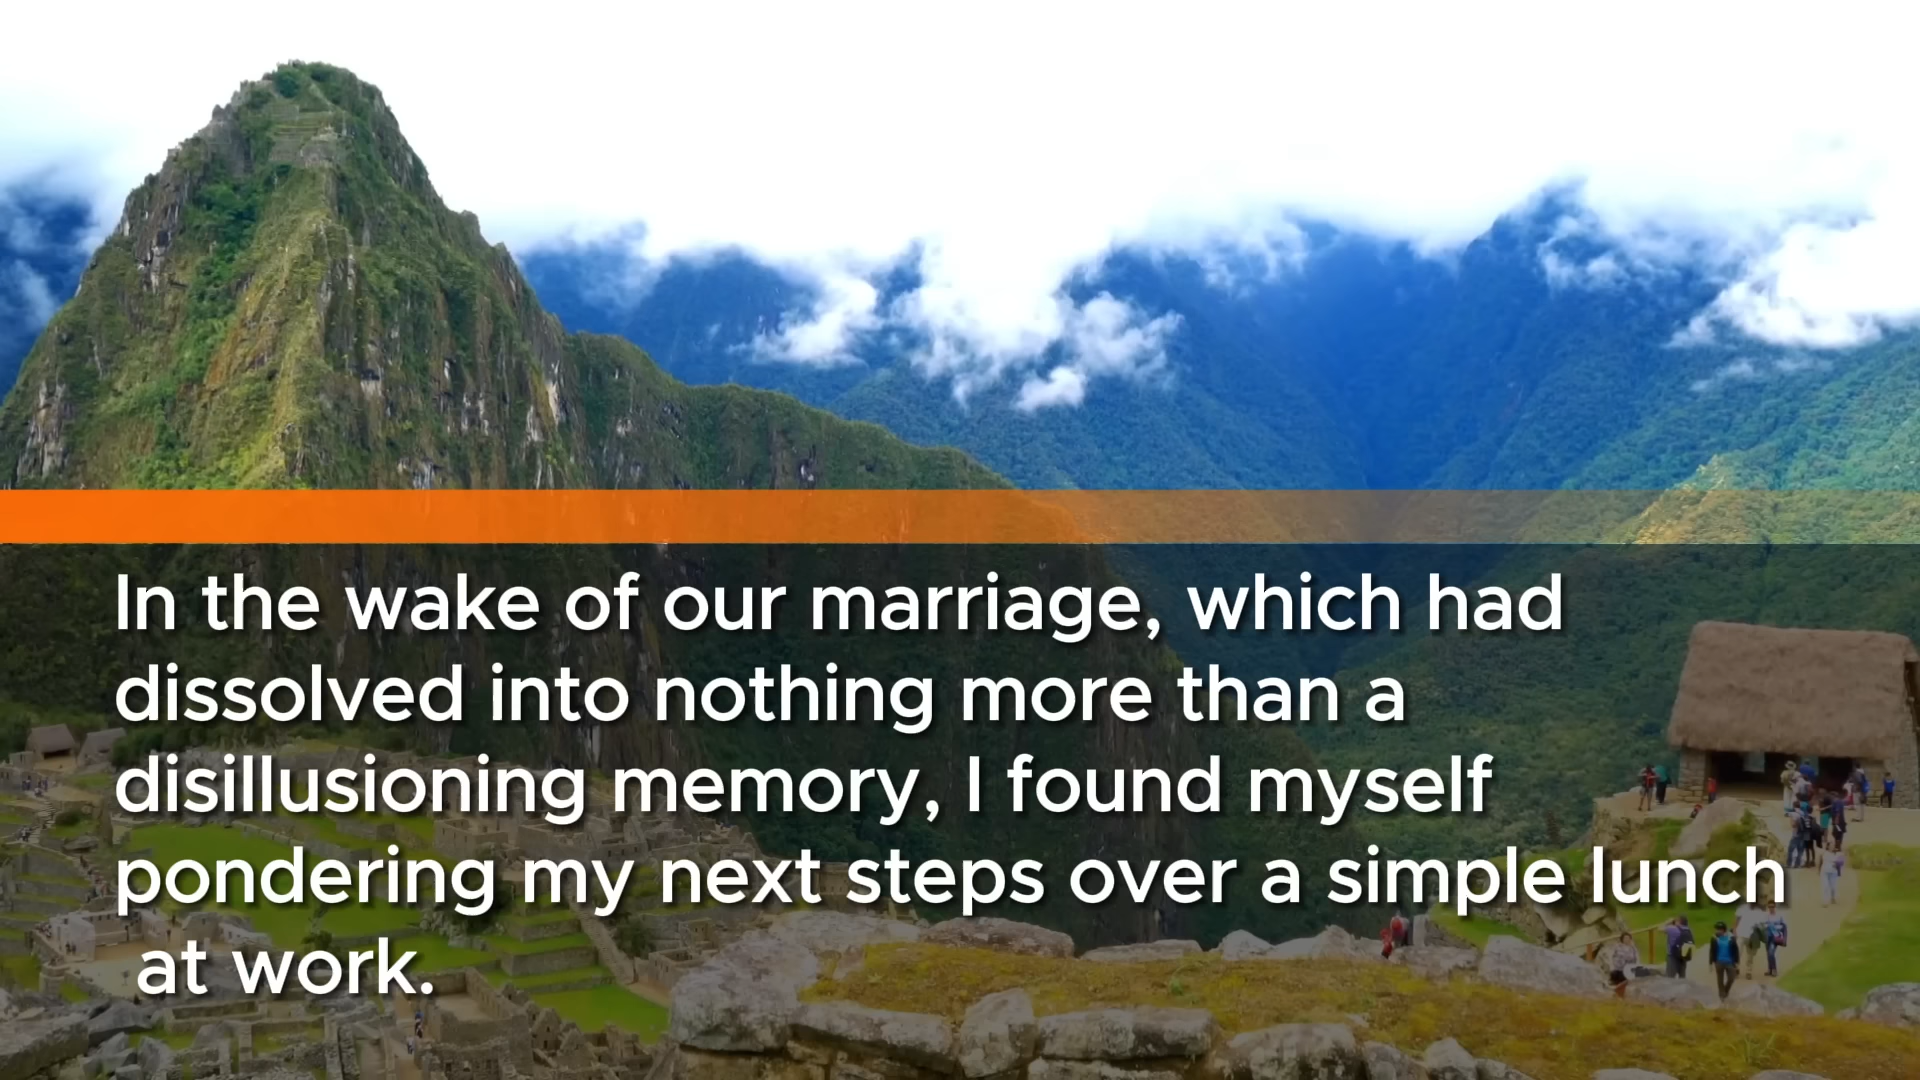 In the wake of our marriage, which had
dissolved into nothing more than a
disillusioning memory, I found myself
pondering my next steps over a simple lunch
at work.